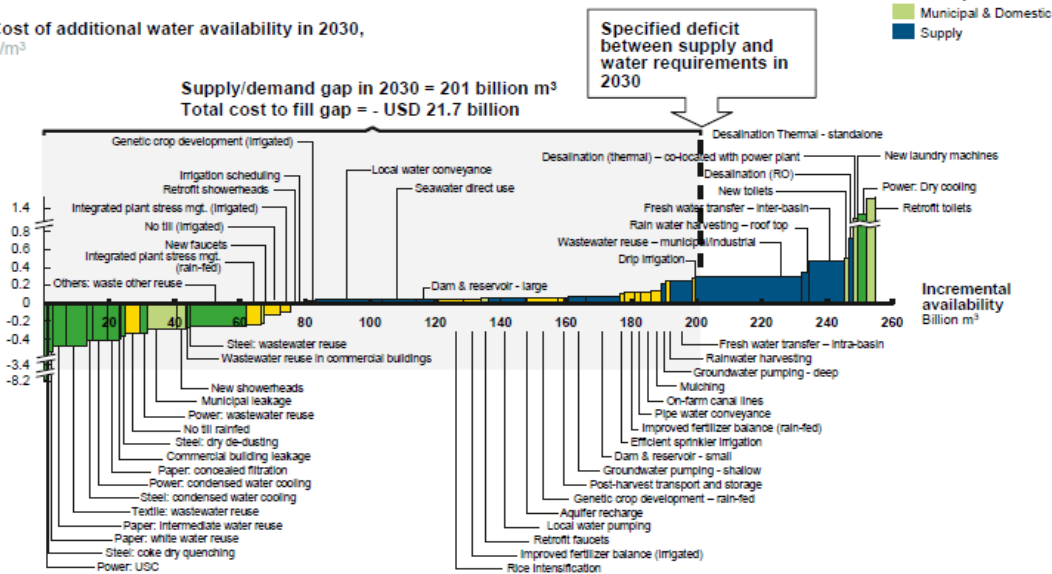 Municipal & Domestic
Supply
Cost of additional water availability in 2030,
/m³
Specified deficit
between supply and
water requirements in
2030
Supply/demand gap in 2030 = 201 billion m³
Total cost to fill gap = - USD 21.7 billion
Desalination Thermal - standalone
Genetic crop development (irrigated)
Desalination (thermal) – co-located with power plant
New laundry machines
Local water conveyance
Irrigation scheduling
Desalination (RO)
Retrofit showerheads
Seawater direct use
New toilets
Power: Dry cooling
Integrated plant stress mgt. (irrigated)
Fresh water transfer – inter-basin
Retrofit toilets
No till (irrigated)
Rain water harvesting – roof top
New faucets
Wastewater reuse – municipal/industrial
Integrated plant stress mgt.
(rain-fed)
Drip irrigation
Others: waste other reuse
Dam & reservoir - large
1.4
0.8
0.6
0.4
0.2
0
-0.2
-0.4
-3.4
-8.2
20 40 60 80 100 120 140 160 180 200 220 240 260
Incremental
availability
Billion m³
Steel: wastewater reuse
Wastewater reuse in commercial buildings
New showerheads
Municipal leakage
Power: wastewater reuse
No till rainfed
Steel: dry de-dusting
Commercial building leakage
Paper: concealed filtration
Power: condensed water cooling
Steel: condensed water cooling
Textile: wastewater reuse
Paper: Intermediate water reuse
Paper: white water reuse
Steel: coke dry quenching
Power: USC
Fresh water transfer – intra-basin
Rainwater harvesting
Groundwater pumping - deep
Mulching
On-farm canal lines
Pipe water conveyance
Improved fertilizer balance (rain-fed)
Efficient sprinkler irrigation
Dam & reservoir - small
Groundwater pumping - shallow
Post-harvest transport and storage
Genetic crop development – rain-fed
Aquifer recharge
Local water pumping
Retrofit faucets
Improved fertilizer balance (irrigated)
Rice Intensification